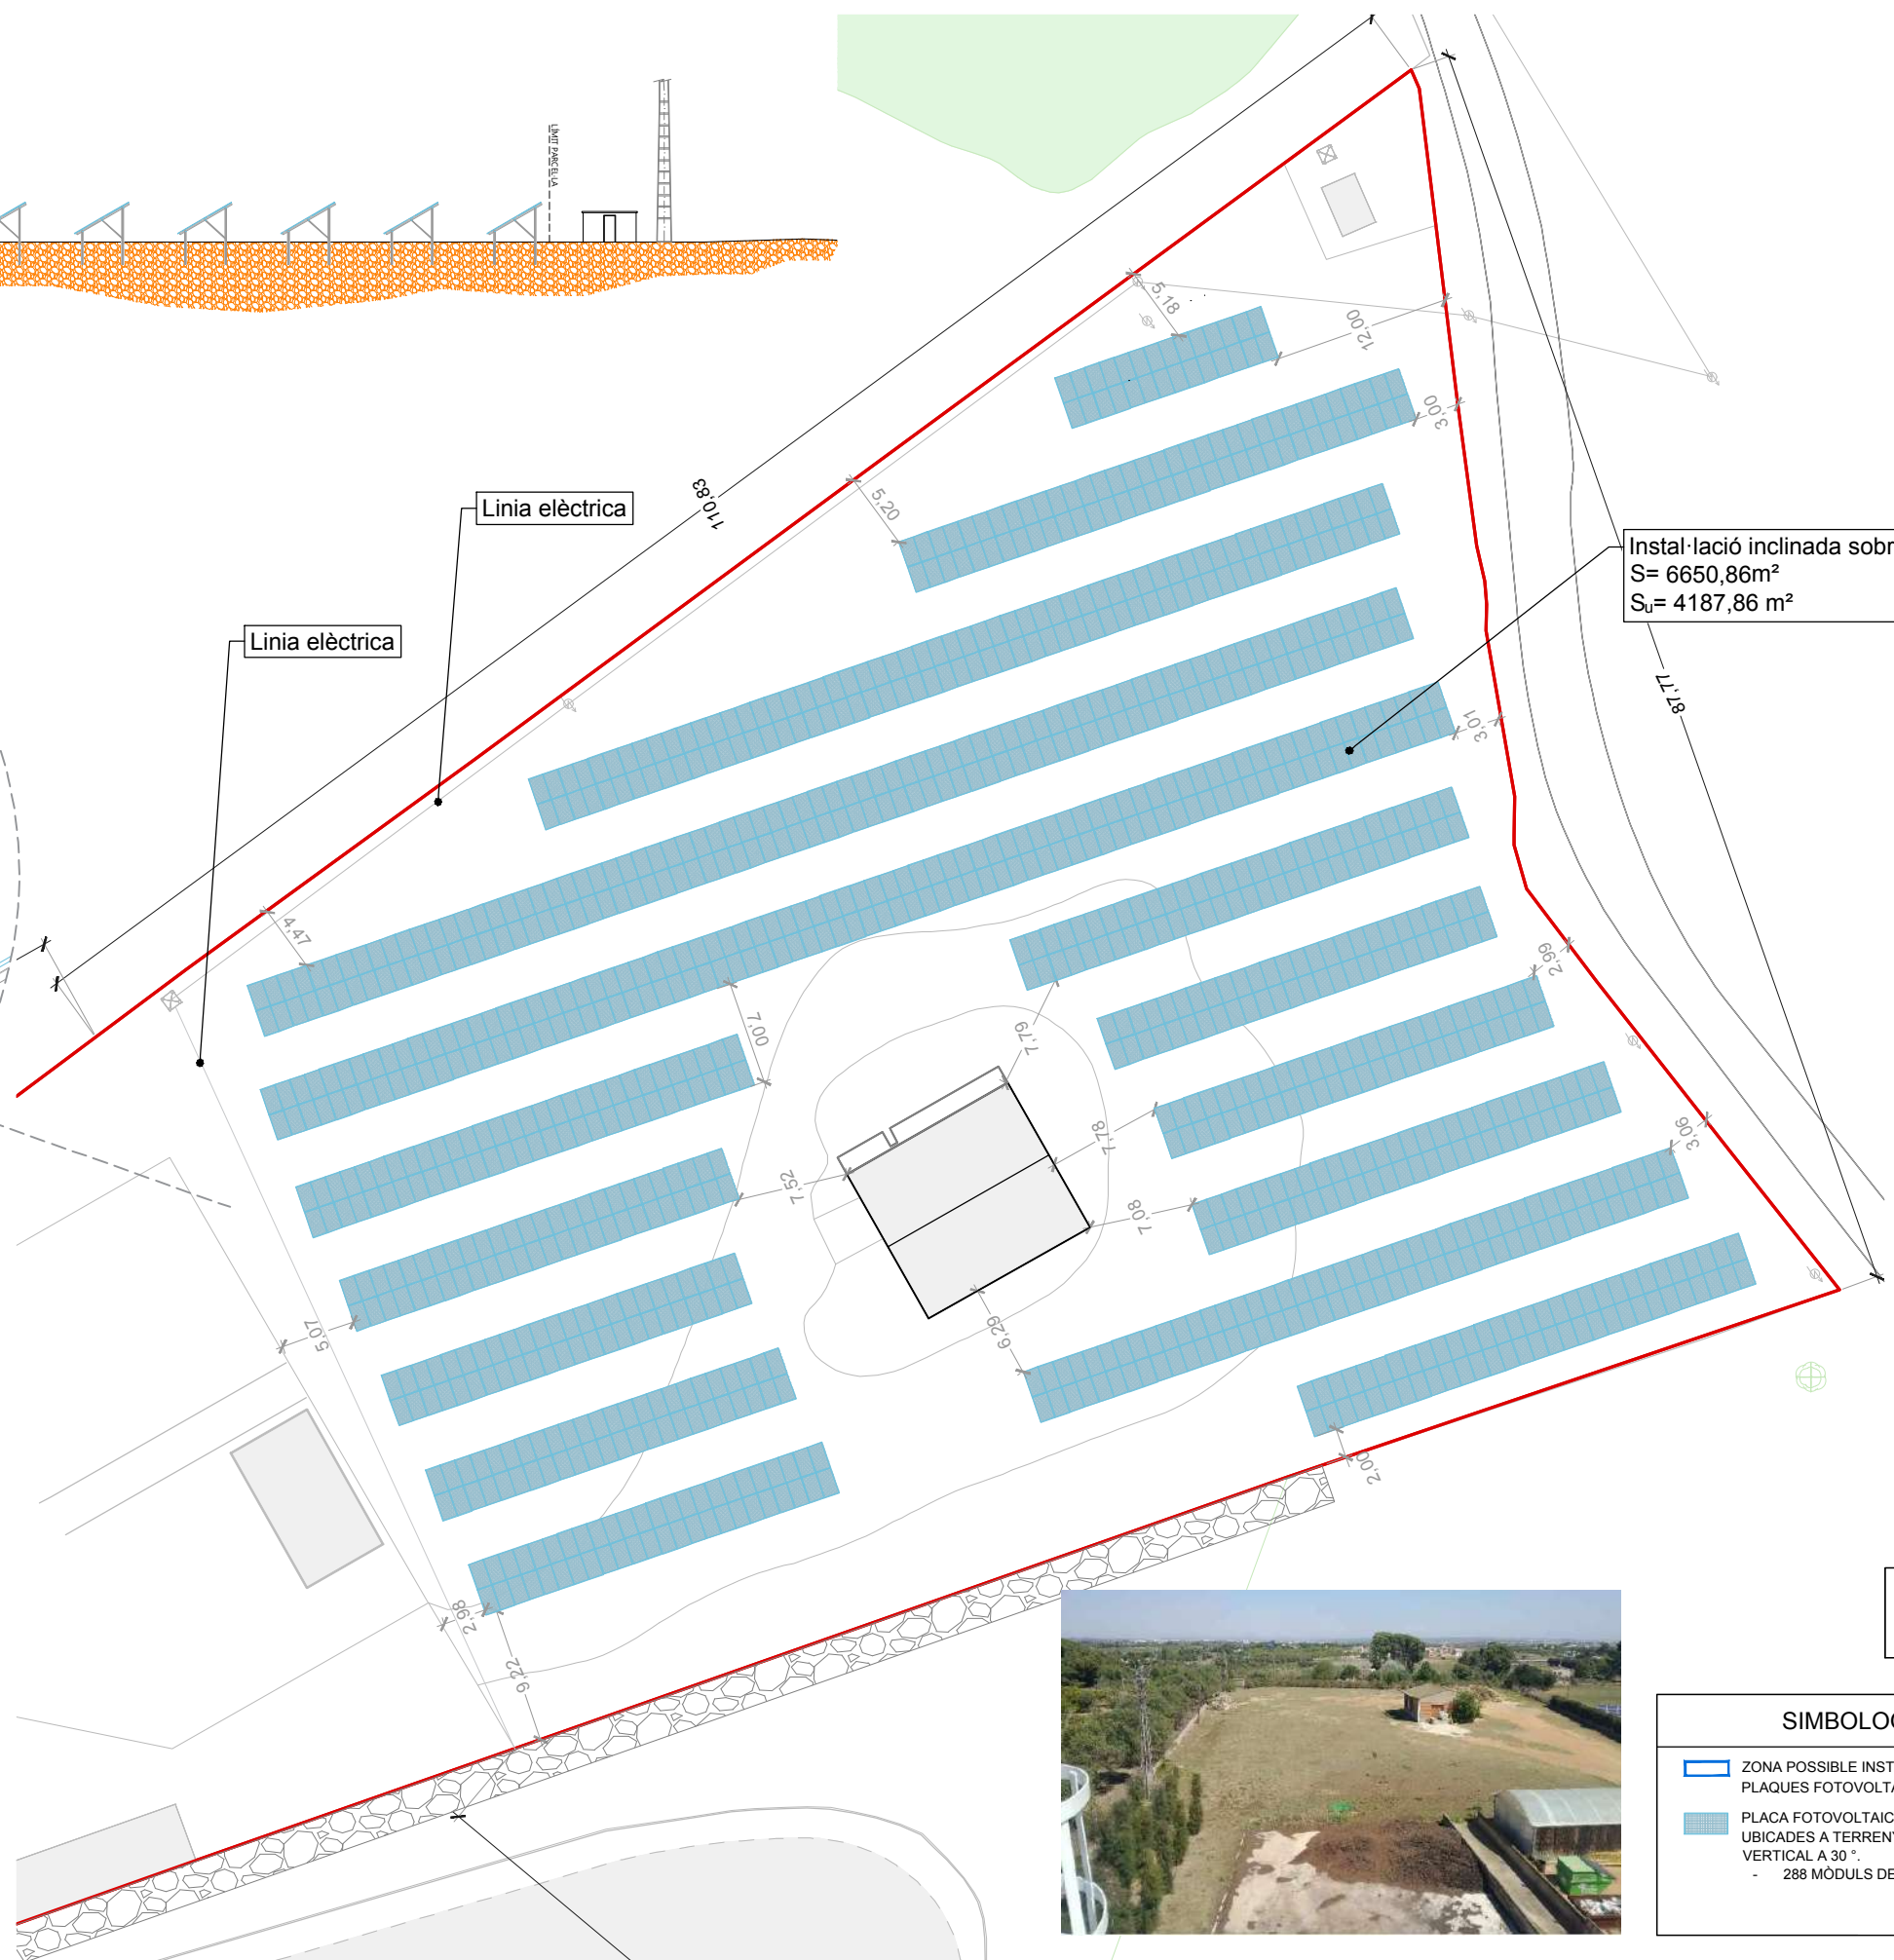 LÍMIT PARCEL·LA
5,18
12,00
3,00
110,83
5,20
Linia elèctrica
Instal·lació inclinada sobr
S= 6650,86m²
Su= 4187,86 m²
Linia elèctrica
87,77
3,01
4,47
2,99
7,00
7,79
7,78
3,06
7,52
7,08
5,07
6,29
2,00
2,98
9,22
SIMBOLOG
ZONA POSSIBLE INST
PLAQUES FOTOVOLTA
PLACA FOTOVOLTAIC
UBICADES A TERRENY
VERTICAL A 30 °.
- 288 MÒDULS DE